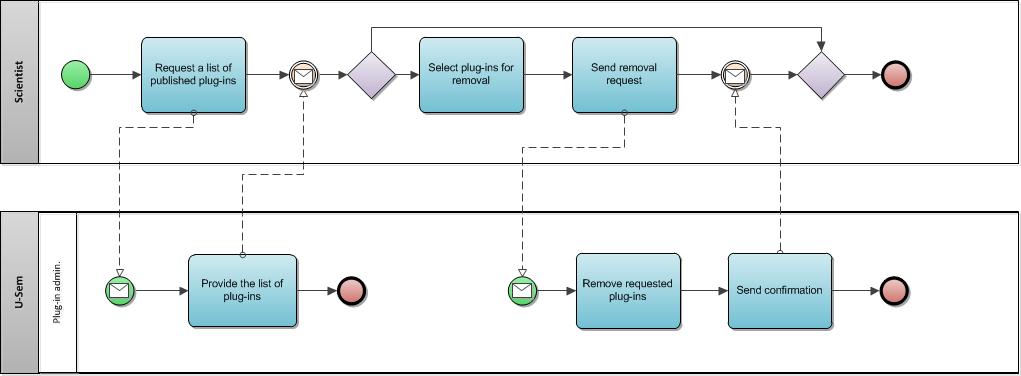 Scientist
Request a list of
published plug-ins
Select plug-ins for
removal
Send removal
request
U-Sem
Plug-in admin.
Provide the list of
plug-ins
Remove requested
plug-ins
Send confirmation